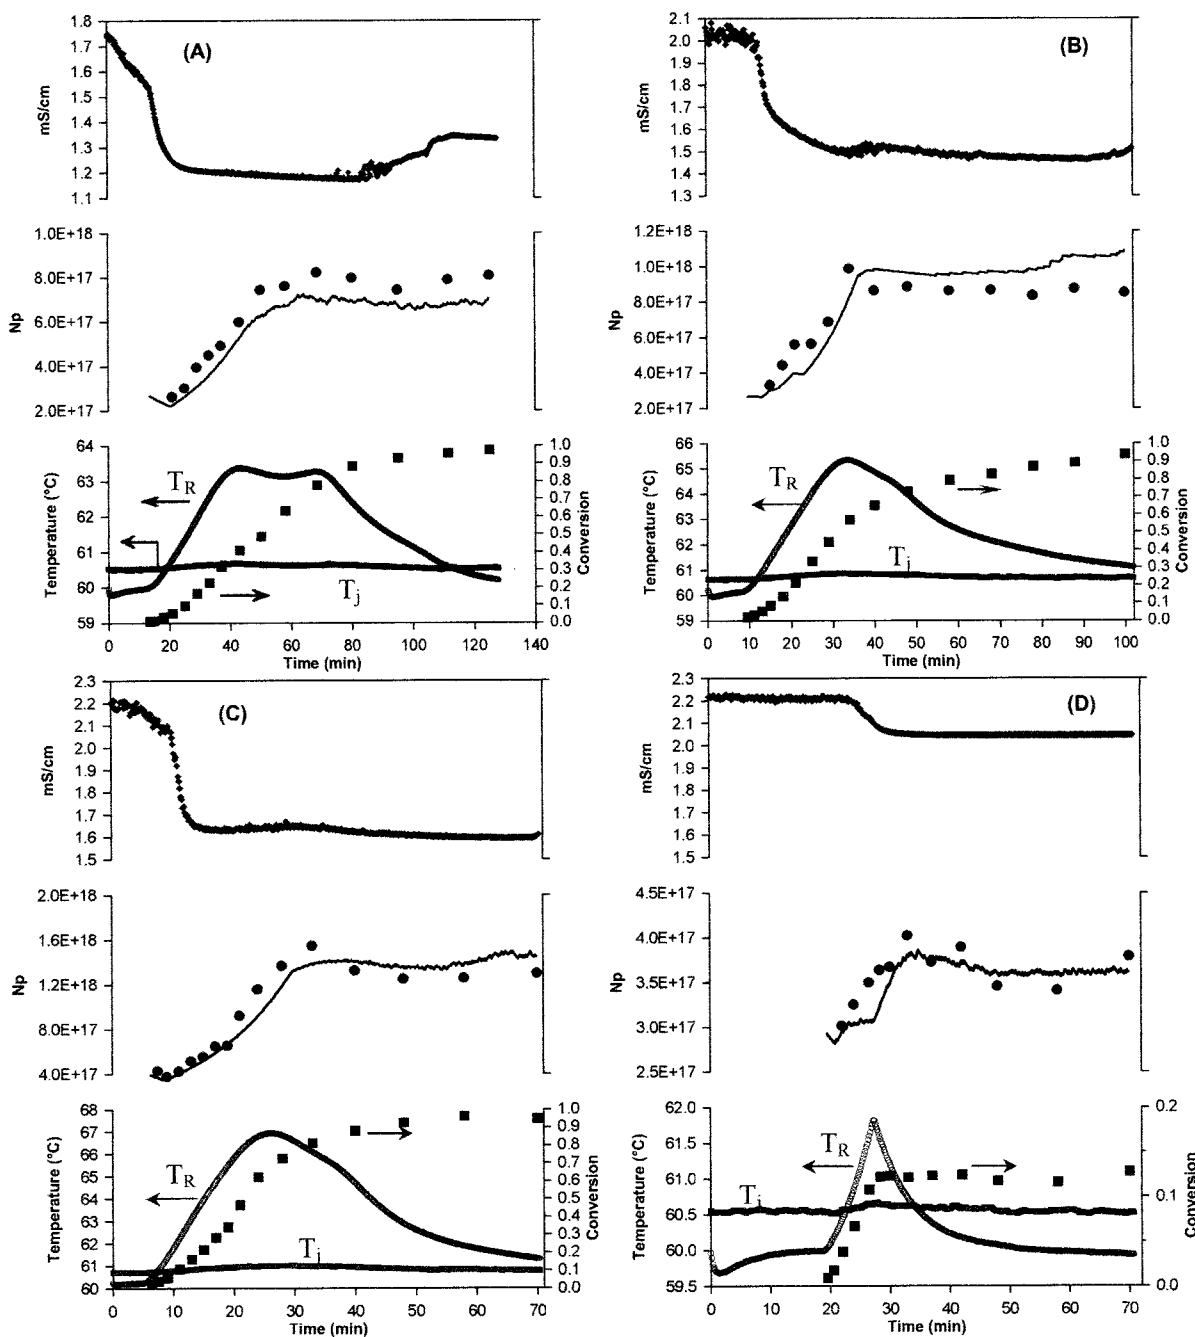 (A)
mS/cm
1.8
1.7
1.6
1.5
1.4
1.3
1.2
1.1
Np
1.0E+18
8.0E+17
6.0E+17
4.0E+17
2.0E+17
Temperature (°C)
64
63
62
61
60
59
T_R
T_j
Conversion
1.0
0.9
0.8
0.7
0.6
0.5
0.4
0.3
0.2
0.1
0.0
0 20 40 60 80 100 120 140
Time (min)
(B)
mS/cm
2.1
2.0
1.9
1.8
1.7
1.6
1.5
1.4
1.3
Np
1.2E+18
1.0E+18
8.0E+17
6.0E+17
4.0E+17
2.0E+17
Temperature (°C)
66
65
64
63
62
61
60
59
T_R
T_j
Conversion
1.0
0.9
0.8
0.7
0.6
0.5
0.4
0.3
0.2
0.1
0.0
0 10 20 30 40 50 60 70 80 90 100
Time (min)
(C)
mS/cm
2.3
2.2
2.1
2.0
1.9
1.8
1.7
1.6
1.5
Np
2.0E+18
1.6E+18
1.2E+18
8.0E+17
4.0E+17
Temperature (°C)
68
67
66
65
64
63
62
61
60
T_R
T_j
Conversion
1.0
0.9
0.8
0.7
0.6
0.5
0.4
0.3
0.2
0.1
0.0
0 10 20 30 40 50 60 70
Time (min)
(D)
mS/cm
2.3
2.2
2.1
2.0
1.9
1.8
1.7
1.6
1.5
Np
4.5E+17
4.0E+17
3.5E+17
3.0E+17
2.5E+17
Temperature (°C)
62.0
61.5
61.0
60.5
60.0
59.5
T_R
T_j
Conversion
0.2
0.1
0.0
0 10 20 30 40 50 60 70
Time (min)